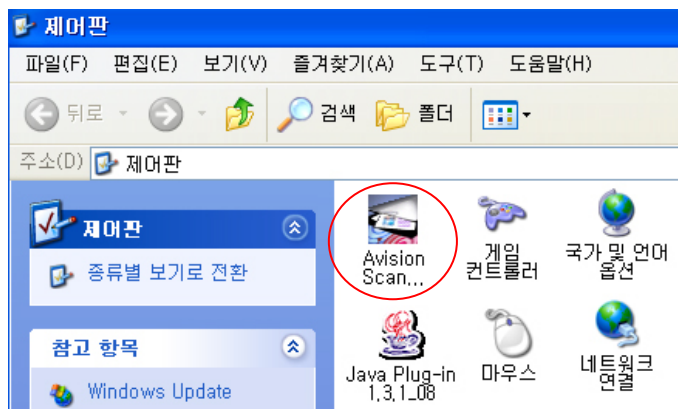 제어판
파일(F) 편집(E) 보기(V) 즐겨찾기(A) 도구(T) 도움말(H)
뒤로 검색 폴더
주소(D) 제어판
제어판
종류별 보기로 전환
참고 항목
Windows Update
Avision
Scan...
게임
컨트롤러
국가 및 언어
옵션
Java Plug-in
1.3.1_08
마우스
네트워크
연결